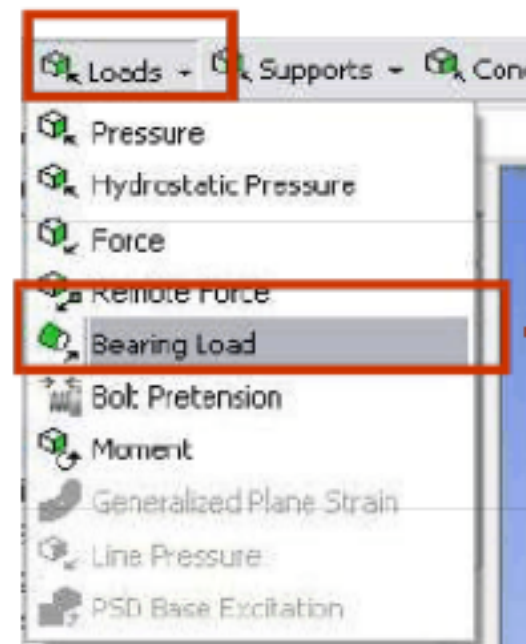 Loads Supports Con
Pressure
Hydrostatic Pressure
Force
Remote Force
Bearing Load
Bolt Pretension
Moment
Generalized Plane Strain
Line Pressure
PSD Base Excitation